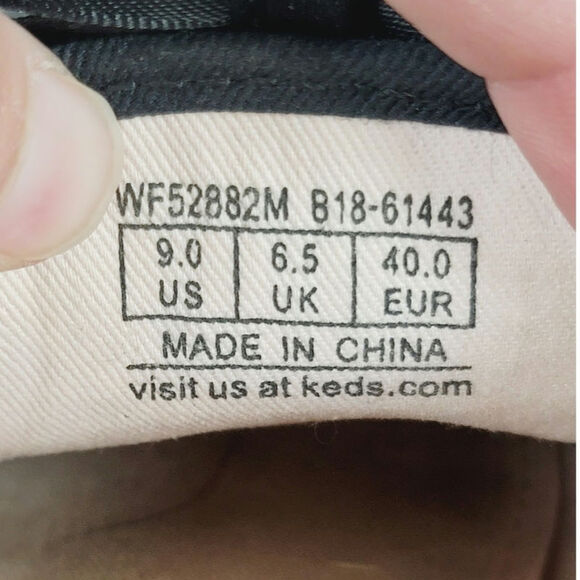 WF52882M B18-61443
9.0 6.5 40.0
US UK EUR
MADE IN CHINA
visit us at keds.com